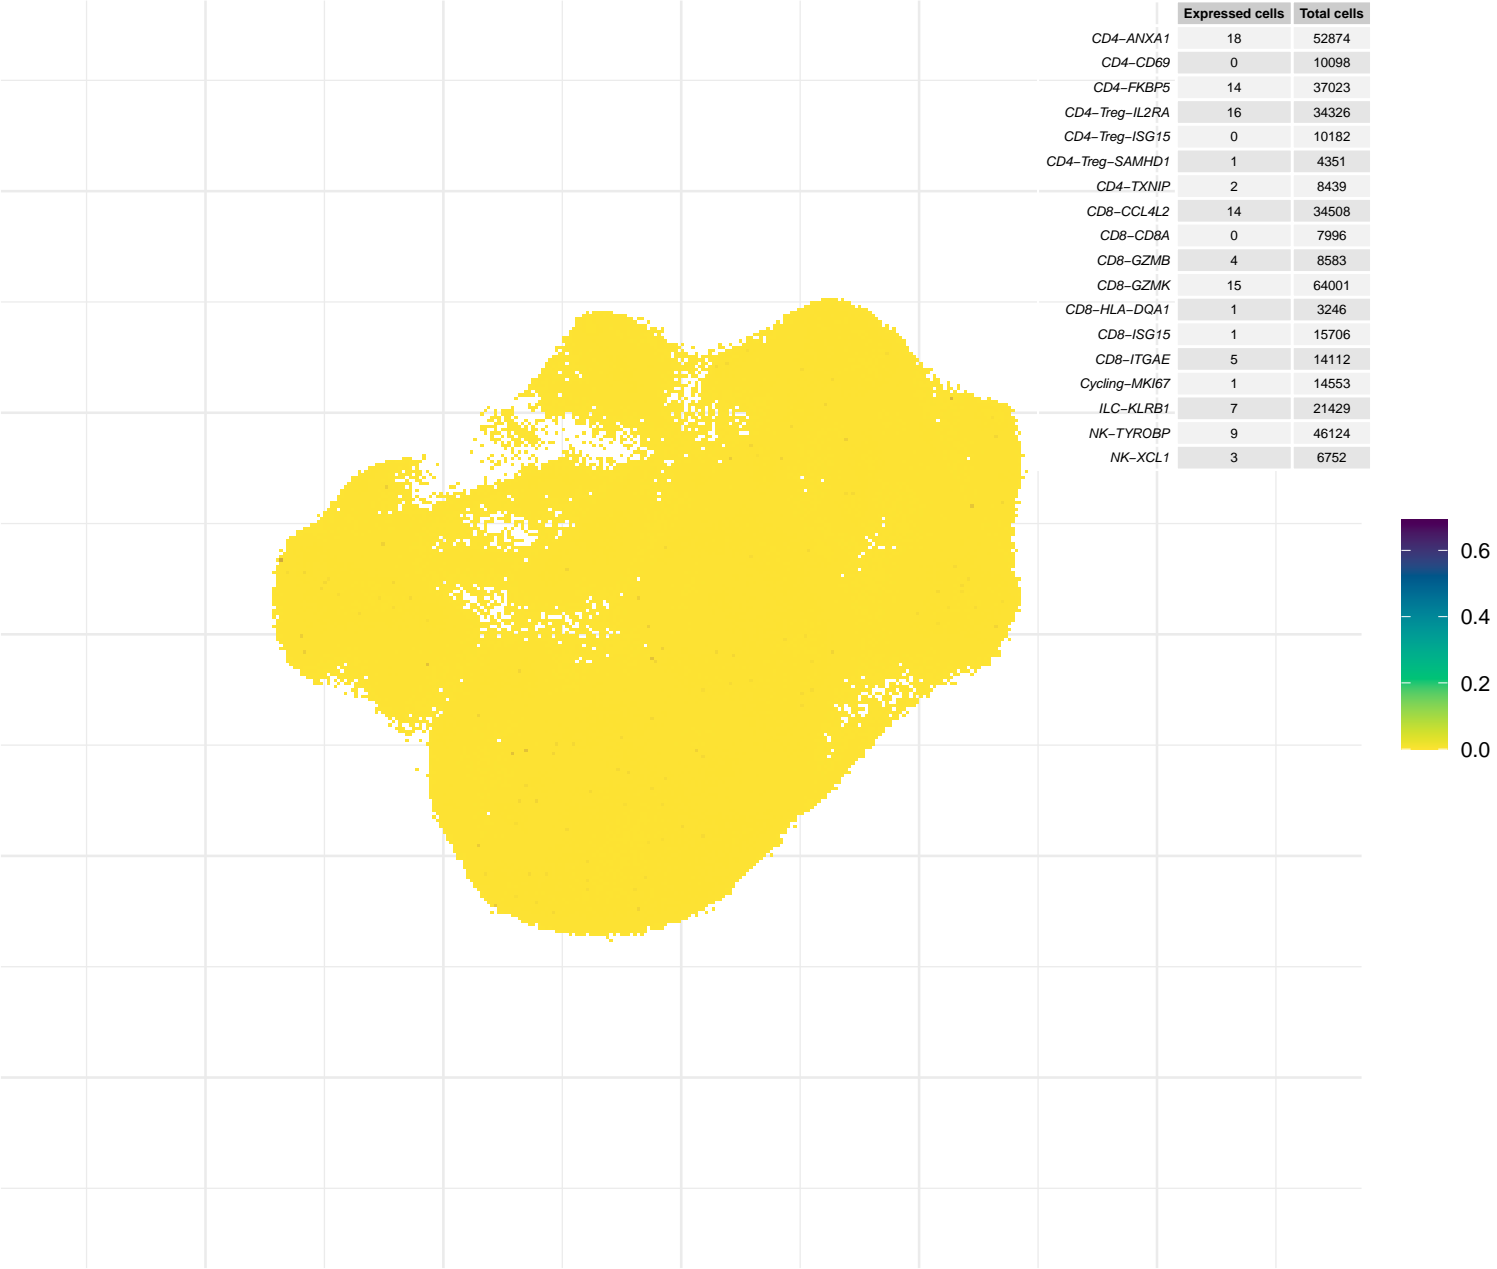 Expressed cells Total cells
CD4−ANXA1 18 52874
CD4−CD69 0 10098
CD4−FKBP5 14 37023
CD4−Treg−IL2RA 16 34326
CD4−Treg−ISG15 0 10182
CD4−Treg−SAMHD1 1 4351
CD4−TXNIP 2 8439
CD8−CCL4L2 14 34508
CD8−CD8A 0 7996
CD8−GZMB 4 8583
CD8−GZMK 15 64001
CD8−HLA−DQA1 1 3246
CD8−ISG15 1 15706
CD8−ITGAE 5 14112
Cycling−MKI67 1 14553
ILC−KLRB1 7 21429
NK−TYROBP 9 46124
NK−XCL1 3 6752
0.6
0.4
0.2
0.0